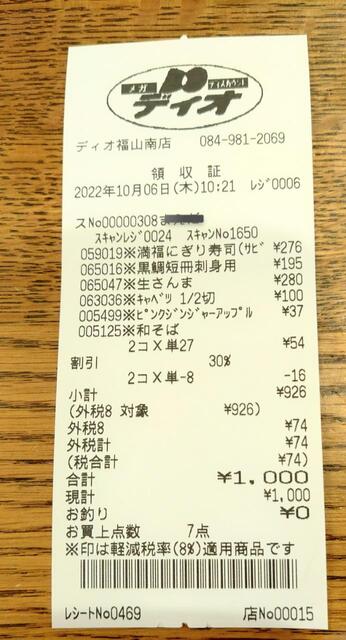 メガ ディスカウント
ディオ
ディオ福山南店 084-981-2069
領収証
2022年10月06日(木)10:21 レジ0006
スNo00000308
スキャンレジ0024 スキャンNo1650
059019※満福にぎり寿司(サビ ¥276
065016※黒鯛短冊刺身用 ¥195
065047※生さんま ¥280
063036※キャベツ 1/2切 ¥100
005499※ピンクジンジャーアップル ¥37
005125※和そば
2コX単27 ¥54
割引 30%
2コX単-8 -16
小計 ¥926
(外税8 対象 ¥926)
外税8 ¥74
外税計 ¥74
(税合計 ¥74)
合計 ¥1,000
現計 ¥1,000
お釣り ¥0
お買上点数 7点
※印は軽減税率(8%)適用商品です
レシートNo0469 店No00015